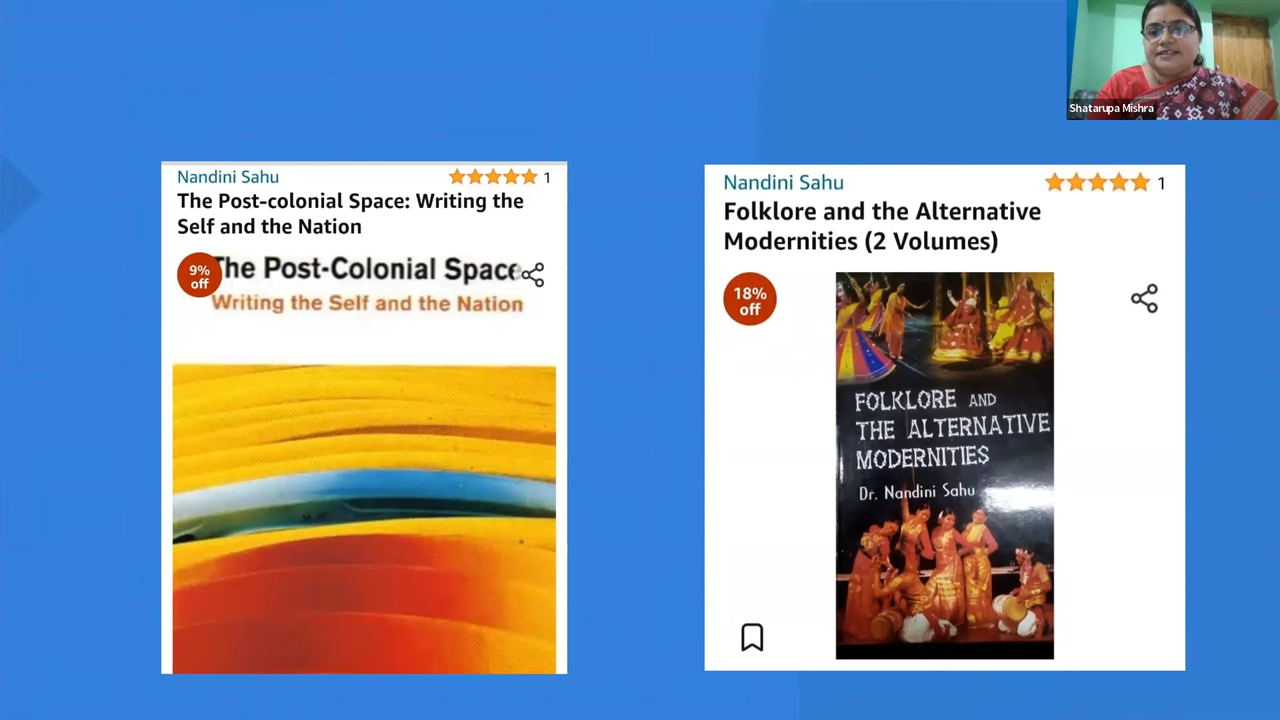 Shatarupa Mishra
Nandini Sahu
1
The Post-colonial Space: Writing the
Self and the Nation
9%
off
The Post-Colonial Space
Writing the Self and the Nation
Nandini Sahu
1
Folklore and the Alternative
Modernities (2 Volumes)
18%
off
FOLKLORE AND
THE ALTERNATIVE
MODERNITIES
Dr. Nandini Sahu